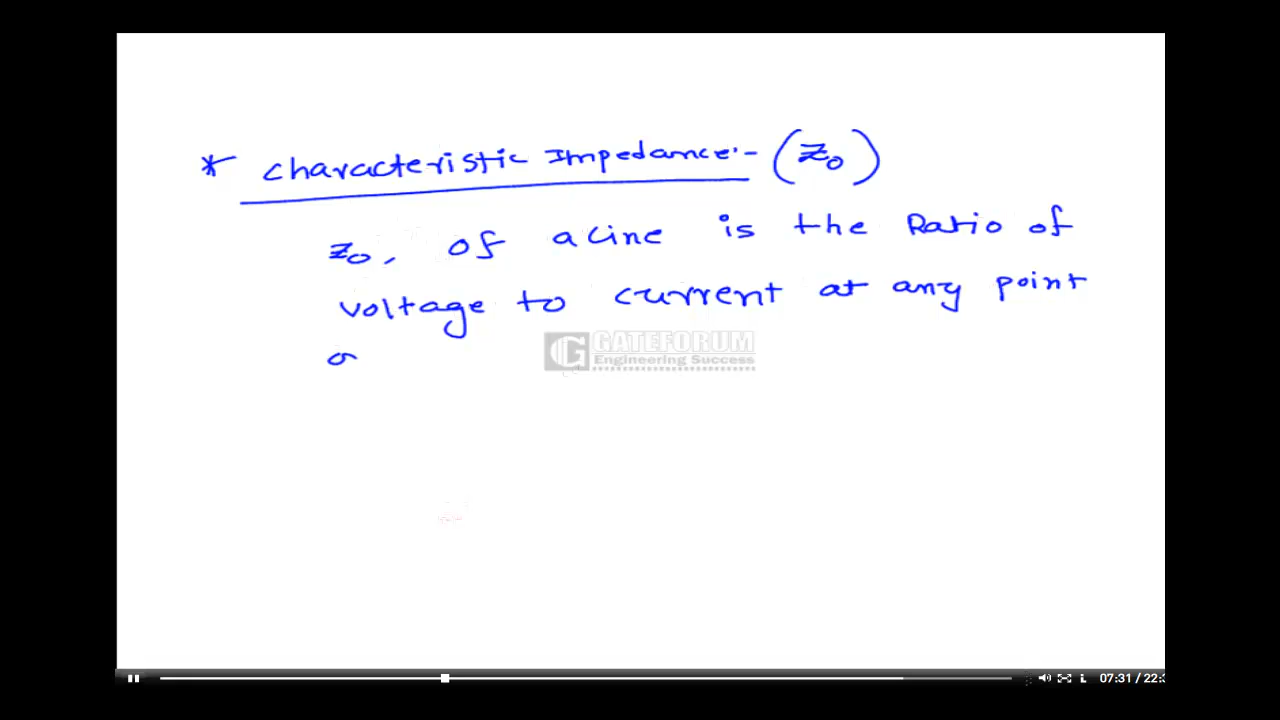 * Characteristic Impedance:- (Z0)
Z0, of a line is the Ratio of
voltage to current at any point
o
GATEFORUM
Engineering Success
07:31 / 22: